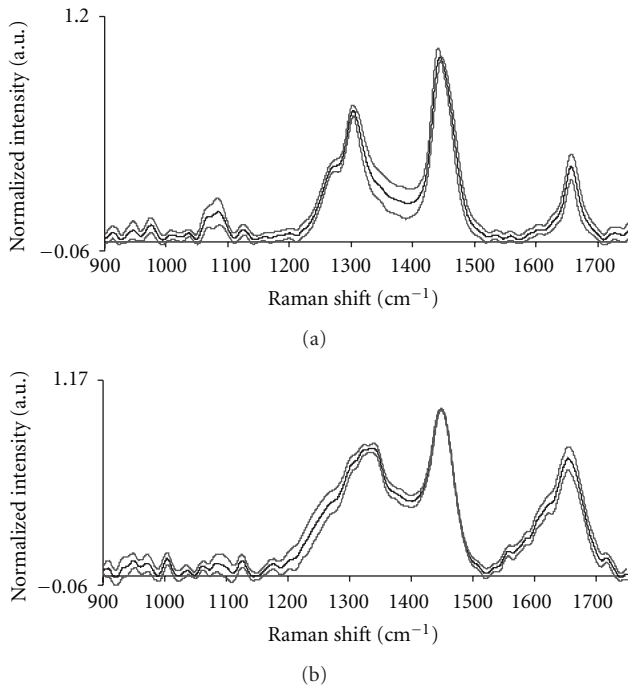 1.2
Normalized intensity (a.u.)
−0.06
900 1000 1100 1200 1300 1400 1500 1600 1700
Raman shift (cm−1)
(a)
1.17
Normalized intensity (a.u.)
−0.06
900 1000 1100 1200 1300 1400 1500 1600 1700
Raman shift (cm−1)
(b)